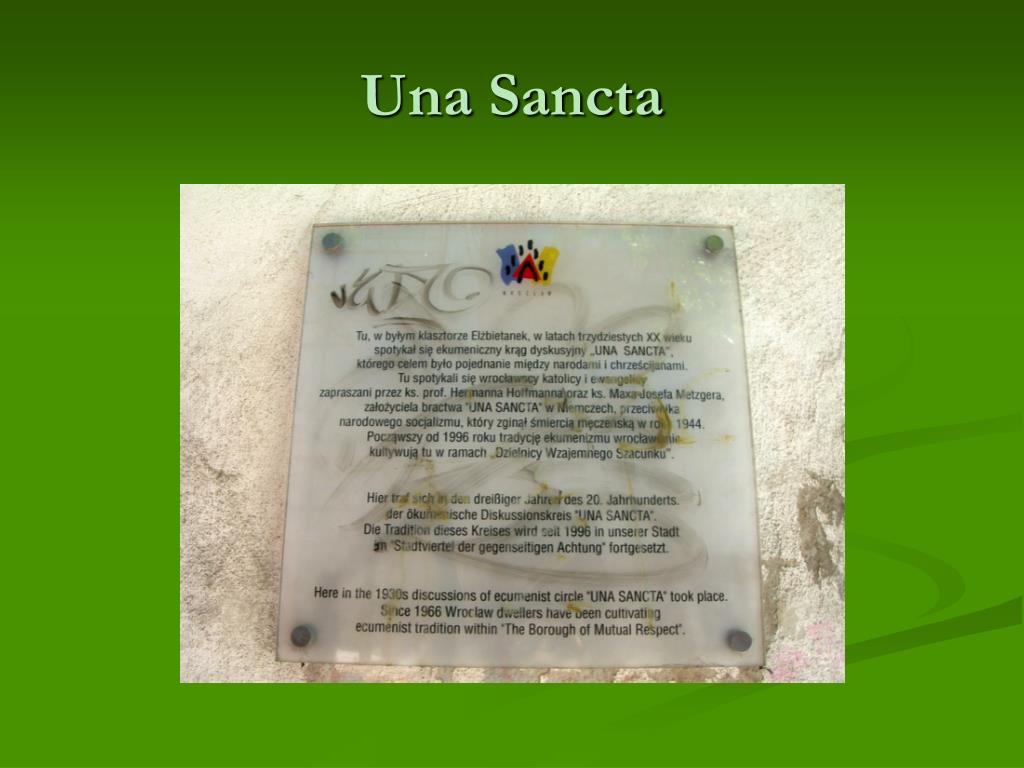 Una Sancta
WROCŁAW
Tu, w byłym klasztorze Elżbietanek, w latach trzydziestych XX wieku
spotykał się ekumeniczny krąg dyskusyjny „UNA SANCTA”,
którego celem było pojednanie między narodami i chrześcijanami.
Tu spotykali się wrocławscy katolicy i ewangelicy
zapraszani przez ks. prof. Hermanna Hoffmanna oraz ks. Maxa Josefa Metzgera,
założyciela bractwa "UNA SANCTA" w Niemczech, przeciwnika
narodowego socjalizmu, który zginął śmiercią męczeńską w roku 1944.
Począwszy od 1996 roku tradycję ekumenizmu wrocławianie
kultywują tu w ramach „Dzielnicy Wzajemnego Szacunku”.
Hier traf sich in den dreißiger Jahren des 20. Jahrhunderts.
der ökumenische Diskussionskreis "UNA SANCTA".
Die Tradition dieses Kreises wird seit 1996 in unserer Stadt
im "Stadtviertel der gegenseitigen Achtung" fortgesetzt.
Here in the 1930s discussions of ecumenist circle "UNA SANCTA" took place.
Since 1966 Wrocław dwellers have been cultivating
ecumenist tradition within "The Borough of Mutual Respect".